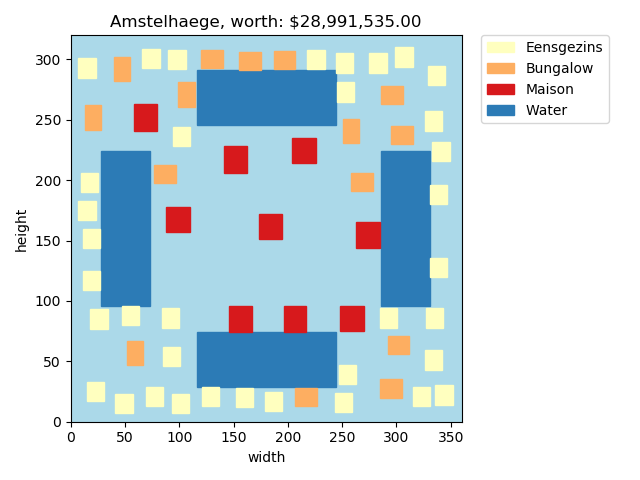 Amstelhaege, worth: $28,991,535.00
Eensgezins
Bungalow
Maison
Water
height
300
250
200
150
100
50
0
0 50 100 150 200 250 300 350
width